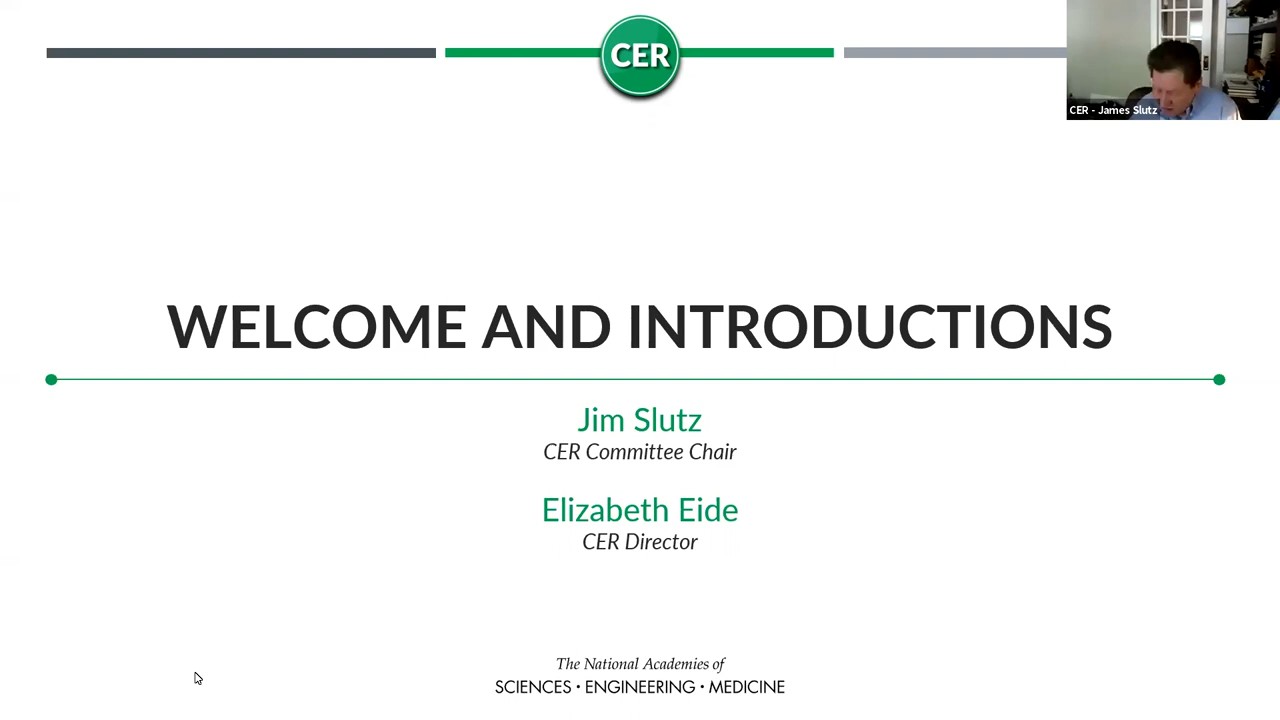 CER
CER - James Slutz
WELCOME AND INTRODUCTIONS
Jim Slutz
CER Committee Chair
Elizabeth Eide
CER Director
The National Academies of
SCIENCES · ENGINEERING · MEDICINE